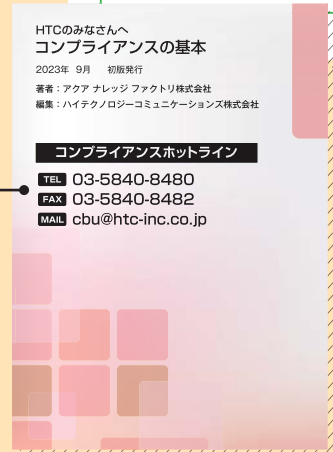 HTCのみなさんへ
コンプライアンスの基本
2023年 9月 初版発行
著者：アクア ナレッジ ファクトリ株式会社
編集：ハイテクノロジーコミュニケーションズ株式会社
コンプライアンスホットライン
TEL 03-5840-8480
FAX 03-5840-8482
MAIL cbu@htc-inc.co.jp